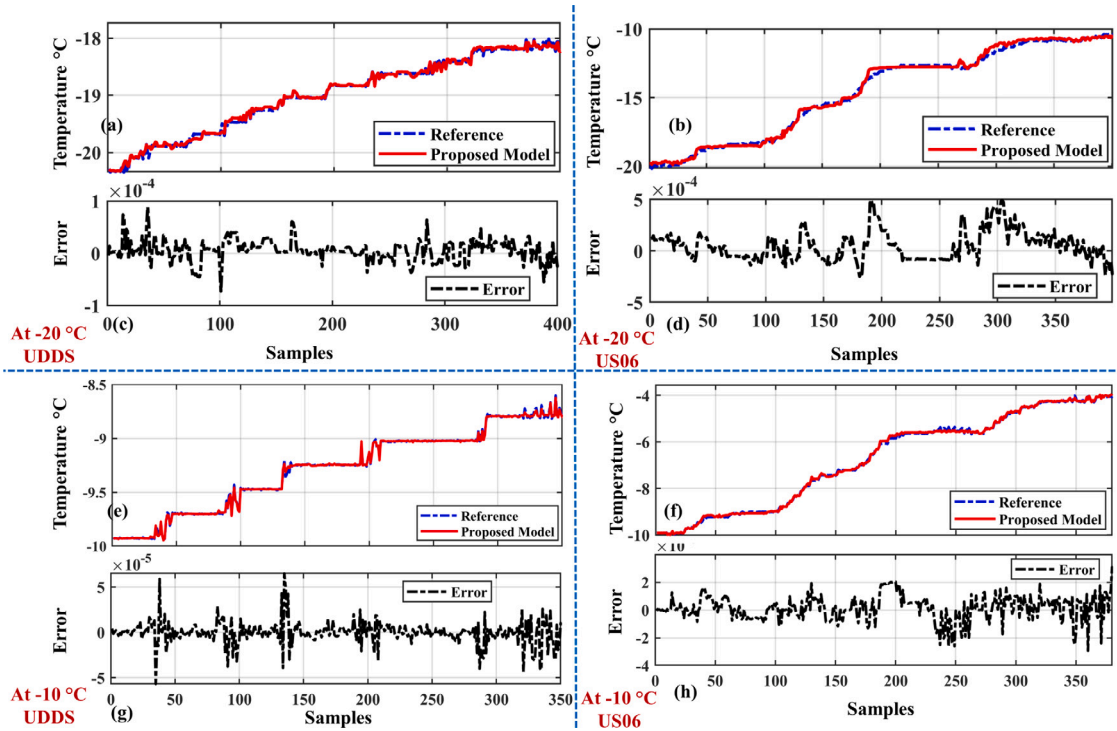 -18
-19
-20
Temperature °C
(a)
Reference
Proposed Model
×10-4
1
0
-1
Error
Error
0
100
200
300
400
(c)
Samples
At -20 °C
UDDS
-10
-15
-20
Temperature °C
(b)
Reference
Proposed Model
×10-4
5
0
-5
Error
Error
0
50
100
150
200
250
300
350
(d)
Samples
At -20 °C
US06
-8.5
-9
-9.5
-10
Temperature °C
(e)
Reference
Proposed Model
×10-5
5
0
-5
Error
Error
0
50
100
150
200
250
300
350
(g)
Samples
At -10 °C
UDDS
-4
-6
-8
-10
Temperature °C
(f)
Reference
Proposed Model
×10
2
0
-2
-4
Error
Error
0
50
100
150
200
250
300
350
(h)
Samples
At -10 °C
US06